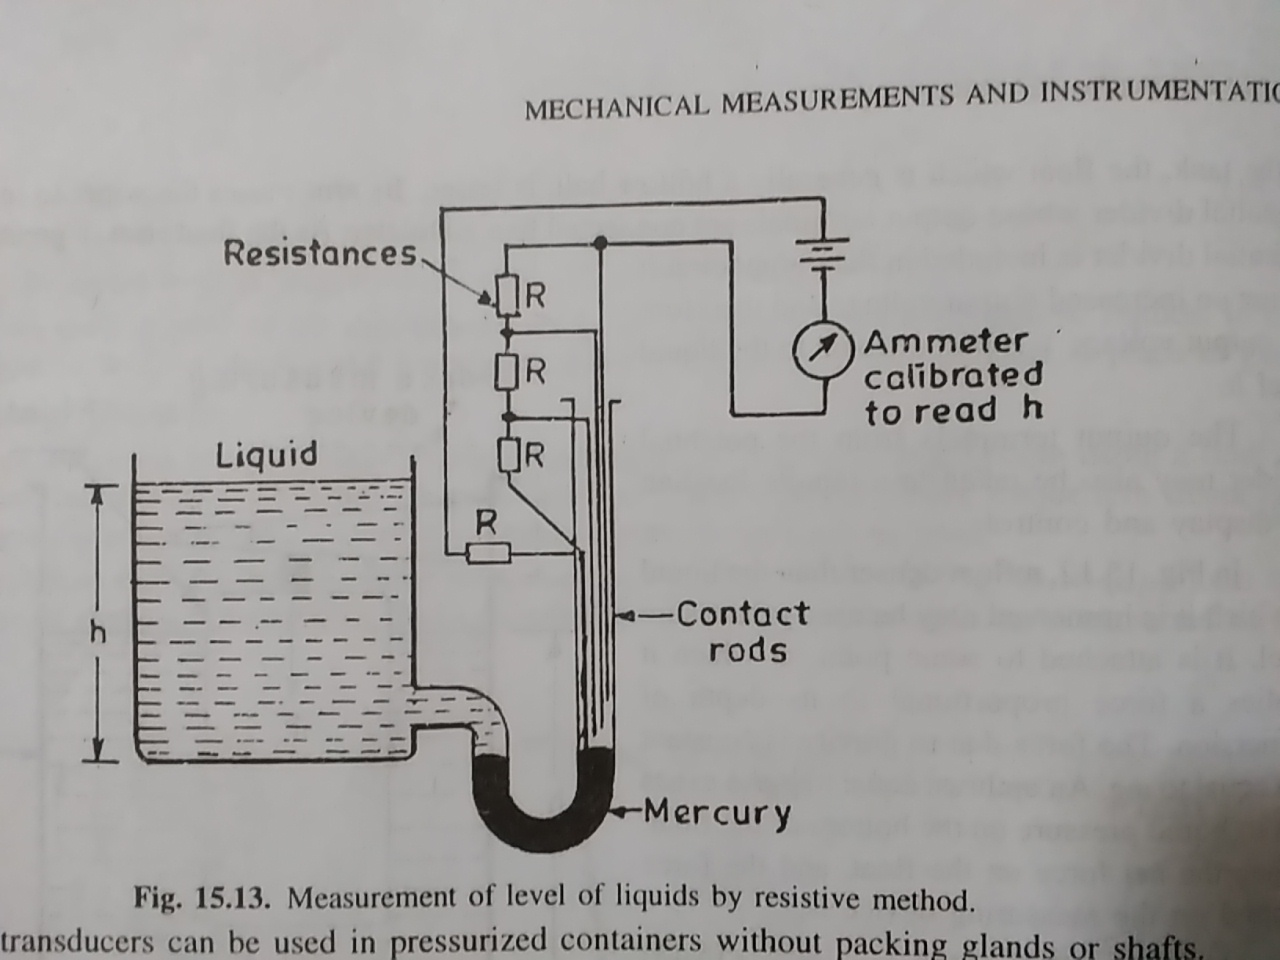 MECHANICAL MEASUREMENTS AND INSTRUMENTATIO
Resistances
R
R
R
R
Ammeter
calibrated
to read h
Liquid
h
Contact
rods
Mercury
Fig. 15.13. Measurement of level of liquids by resistive method.
transducers can be used in pressurized containers without packing glands or shafts.